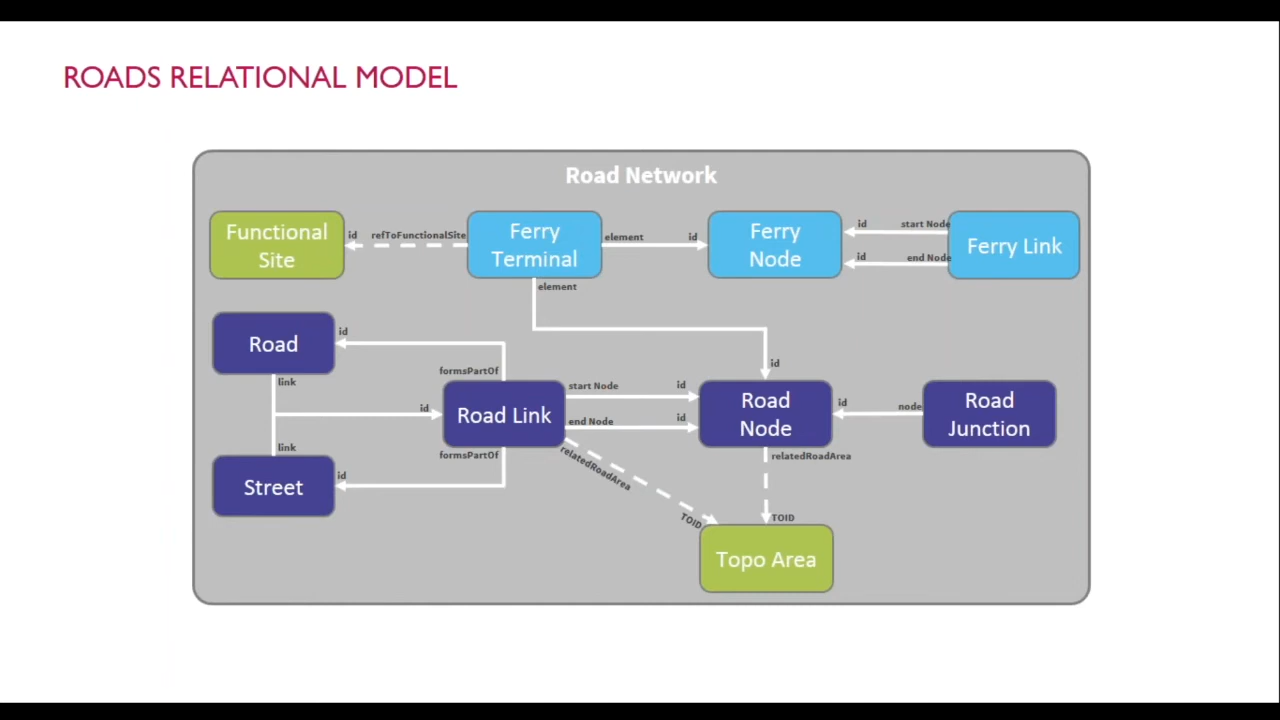 ROADS RELATIONAL MODEL
Road Network
Functional
Site
id
refToFunctionalSite
Ferry
Terminal
element
id
Ferry
Node
id
start Node
id
end Node
Ferry Link
element
Road
id
link
formsPartOf
id
Road Link
start Node
id
end Node
id
id
Road
Node
id
node
Road
Junction
link
formsPartOf
Street
id
relatedRoadArea
TOID
relatedRoadArea
TOID
Topo Area